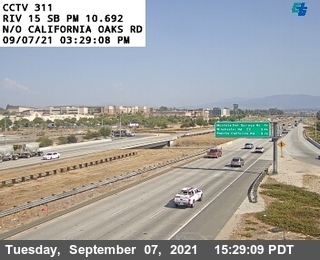 CCTV 311
RIV 15 SB PM 10.692
N/O CALIFORNIA OAKS RD
09/07/21 03:29:08 PM
Tuesday, September 07, 2021 15:29:09 PDT